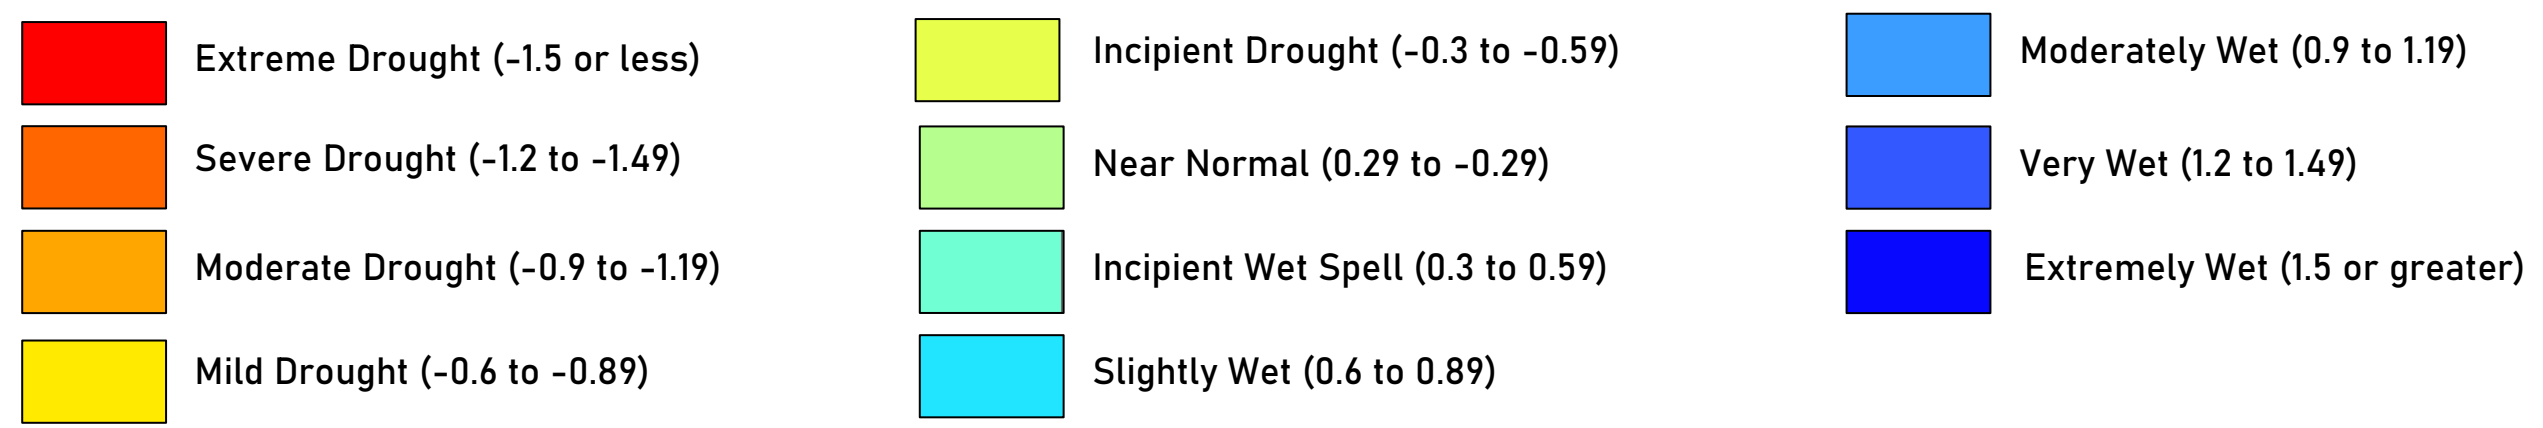 Extreme Drought (-1.5 or less)
Severe Drought (-1.2 to -1.49)
Moderate Drought (-0.9 to -1.19)
Mild Drought (-0.6 to -0.89)
Incipient Drought (-0.3 to -0.59)
Near Normal (0.29 to -0.29)
Incipient Wet Spell (0.3 to 0.59)
Slightly Wet (0.6 to 0.89)
Moderately Wet (0.9 to 1.19)
Very Wet (1.2 to 1.49)
Extremely Wet (1.5 or greater)